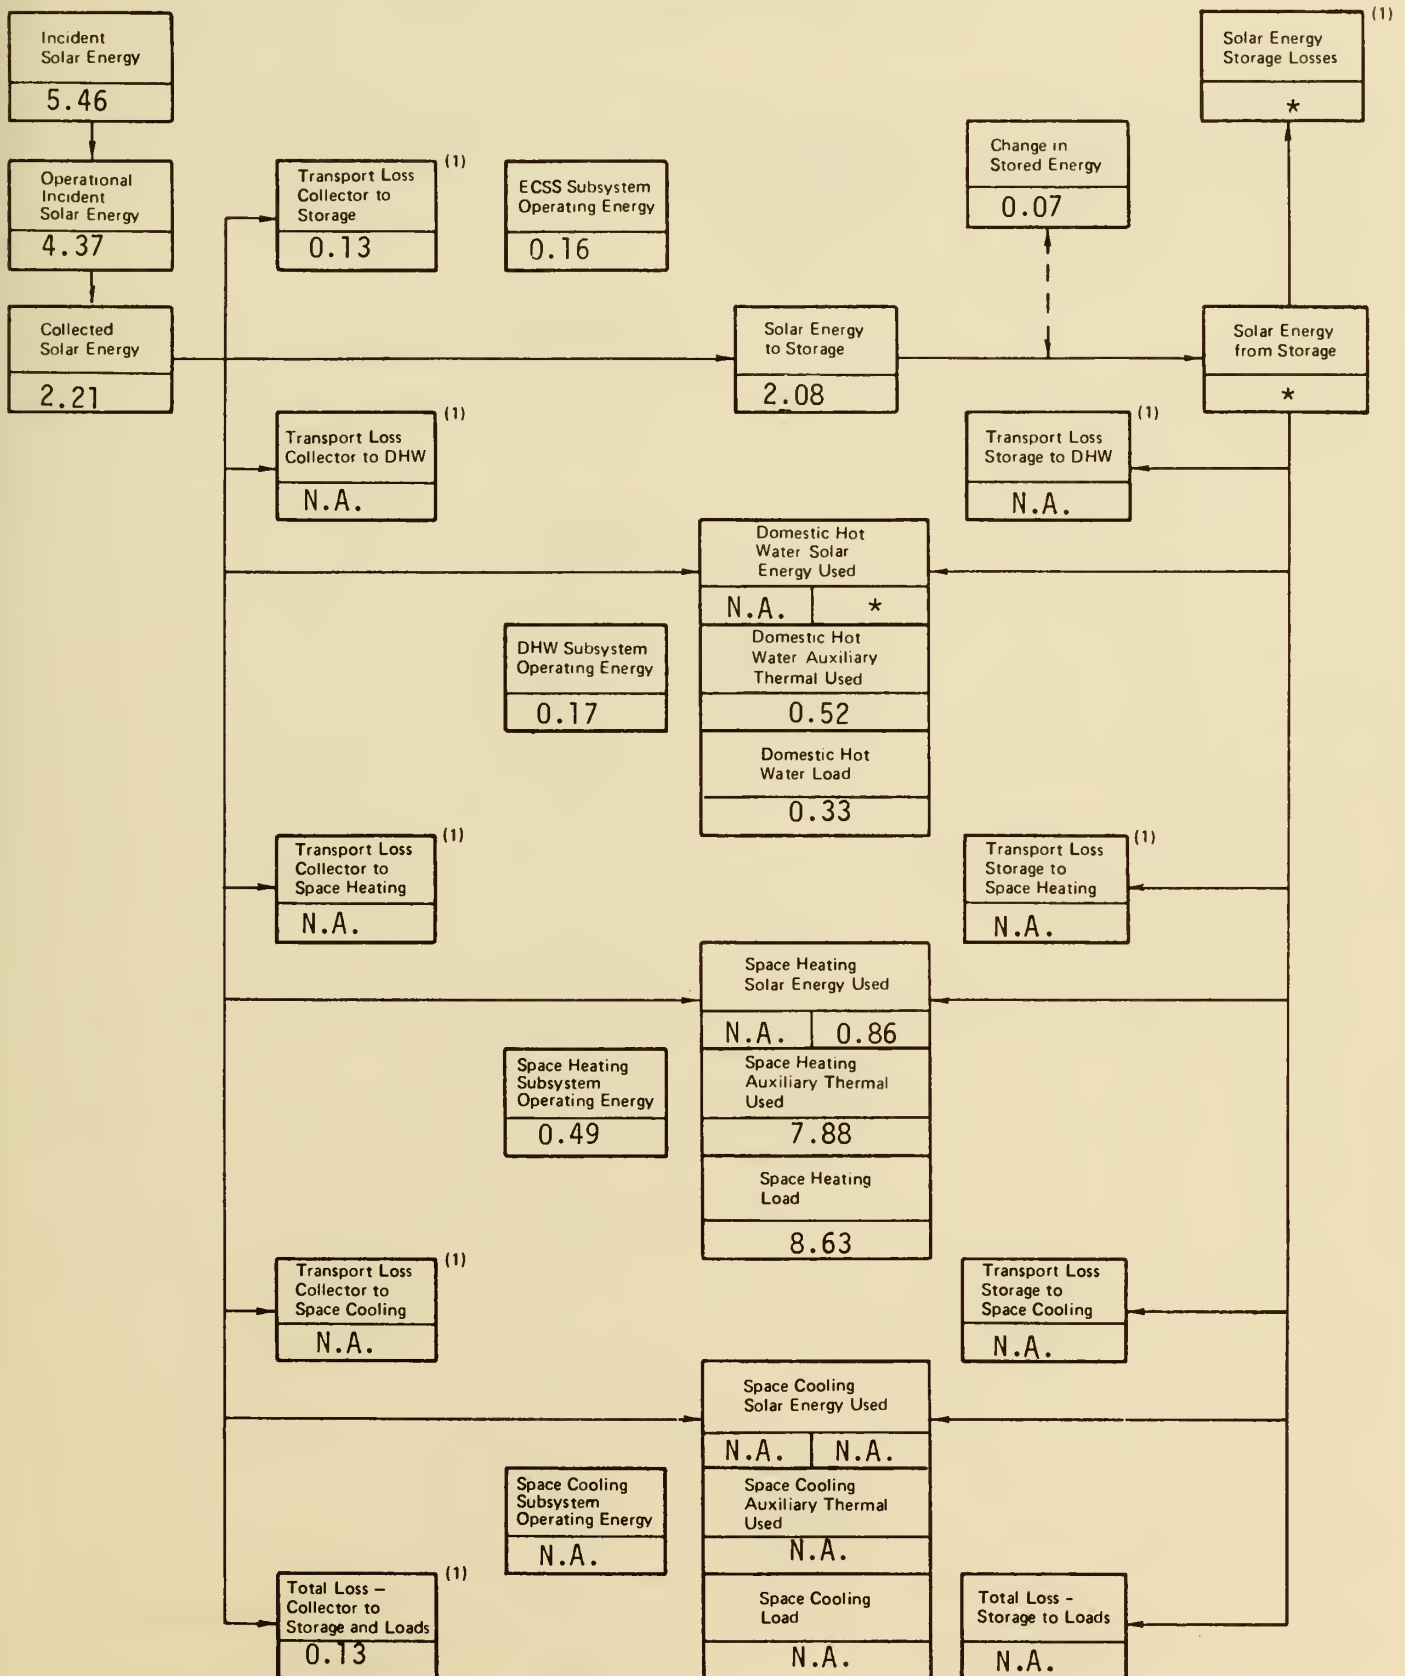 Incident
Solar Energy
5.46
Operational
Incident
Solar Energy
4.37
Collected
Solar Energy
2.21
(1)
Transport Loss
Collector to
Storage
0.13
ECSS Subsystem
Operating Energy
0.16
Solar Energy
to Storage
2.08
Change in
Stored Energy
0.07
(1)
Solar Energy
Storage Losses
*
Solar Energy
from Storage
*
(1)
Transport Loss
Collector to DHW
N.A.
(1)
Transport Loss
Storage to DHW
N.A.
Domestic Hot
Water Solar
Energy Used
N.A. *
DHW Subsystem
Operating Energy
0.17
Domestic Hot
Water Auxiliary
Thermal Used
0.52
Domestic Hot
Water Load
0.33
(1)
Transport Loss
Collector to
Space Heating
N.A.
(1)
Transport Loss
Storage to
Space Heating
N.A.
Space Heating
Solar Energy Used
N.A. 0.86
Space Heating
Subsystem
Operating Energy
0.49
Space Heating
Auxiliary Thermal
Used
7.88
Space Heating
Load
8.63
(1)
Transport Loss
Collector to
Space Cooling
N.A.
Transport Loss
Storage to
Space Cooling
N.A.
Space Cooling
Solar Energy Used
N.A. N.A.
Space Cooling
Subsystem
Operating Energy
N.A.
Space Cooling
Auxiliary Thermal
Used
N.A.
Space Cooling
Load
N.A.
(1)
Total Loss –
Collector to
Storage and Loads
0.13
Total Loss -
Storage to Loads
N.A.